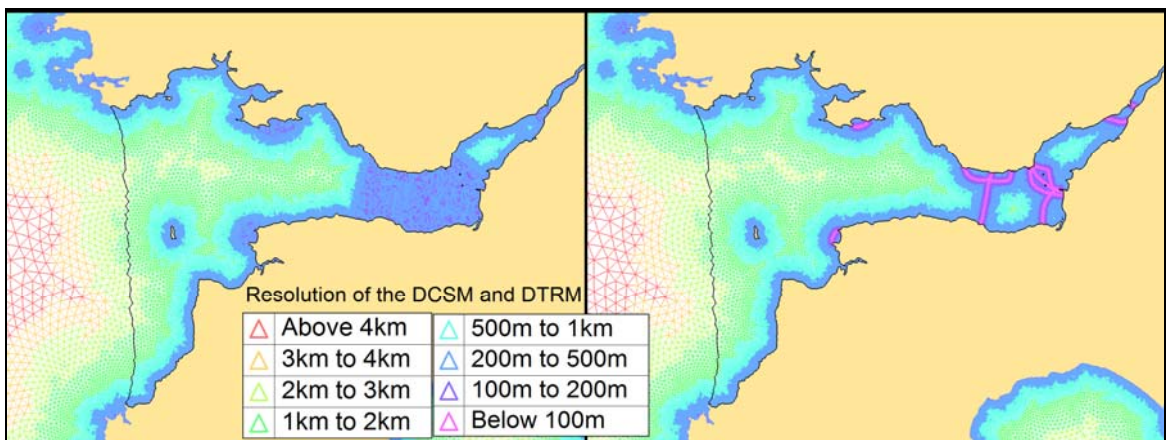 Resolution of the DCSM and DTRM
Above 4km
500m to 1km
3km to 4km
200m to 500m
2km to 3km
100m to 200m
1km to 2km
Below 100m